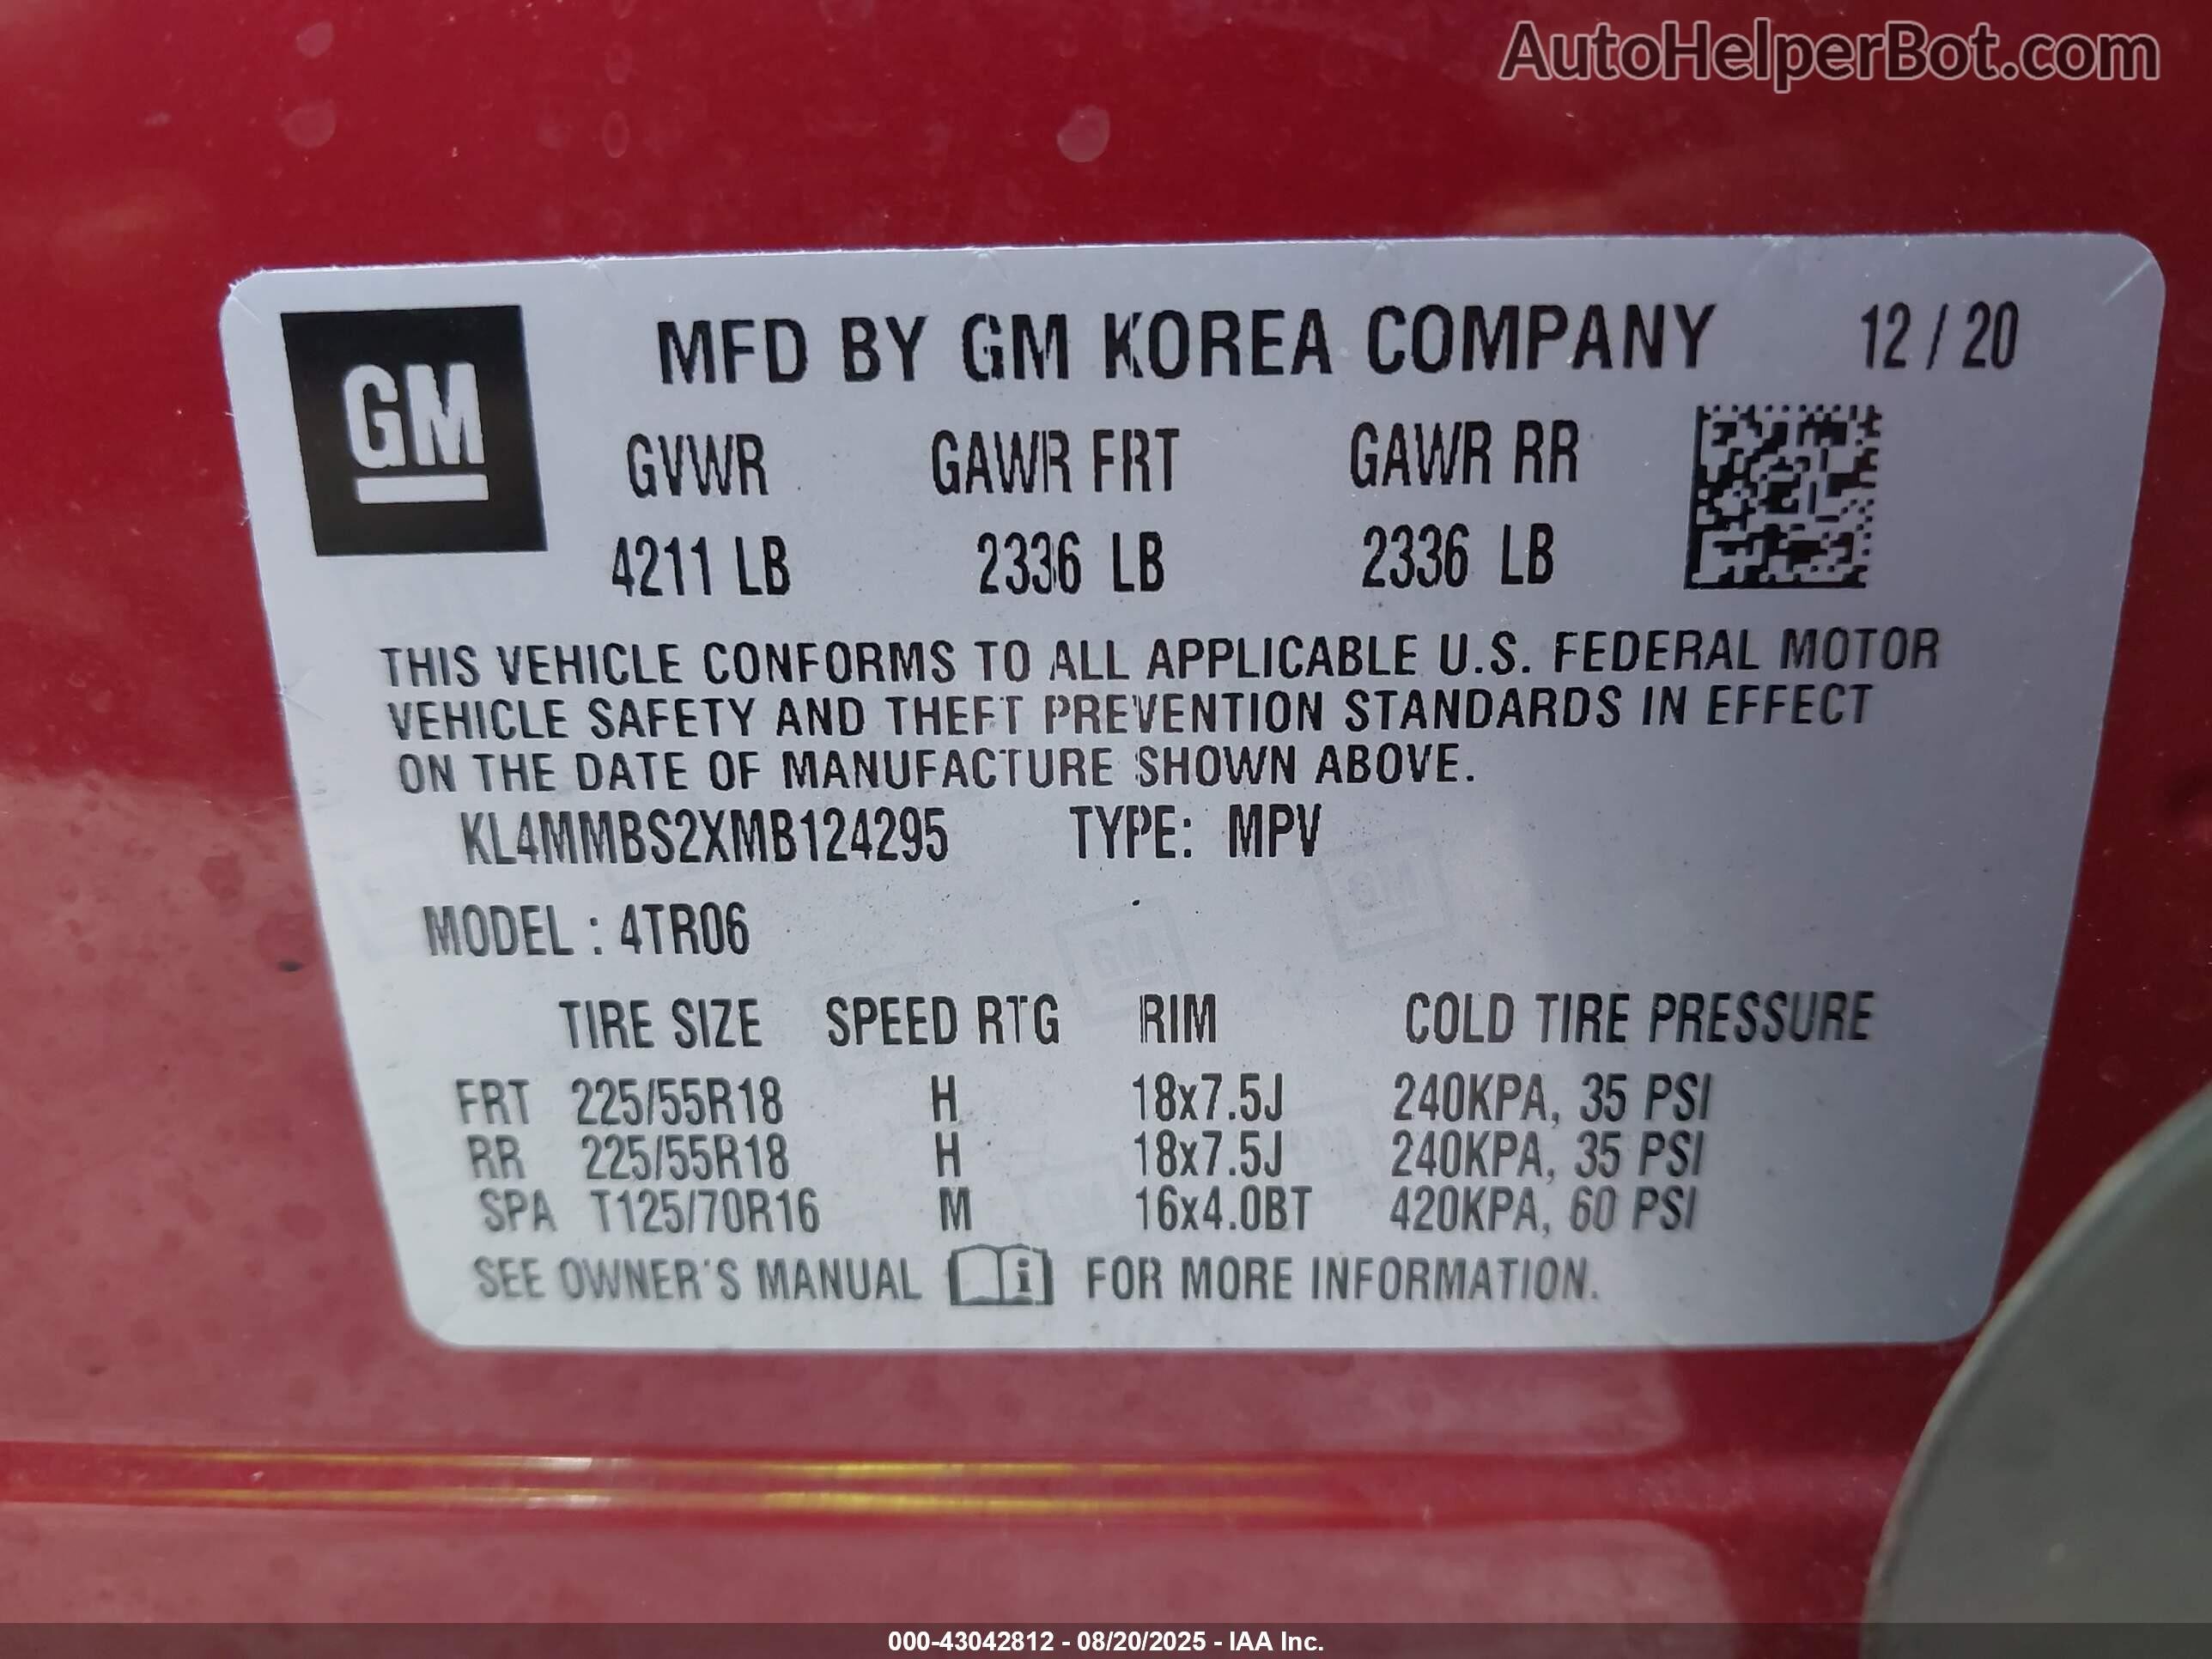 AutoHelperBot.com
GM
MFD BY GM KOREA COMPANY 12 / 20
GVWR GAWR FRT GAWR RR
4211 LB 2336 LB 2336 LB
THIS VEHICLE CONFORMS TO ALL APPLICABLE U.S. FEDERAL MOTOR
VEHICLE SAFETY AND THEFT PREVENTION STANDARDS IN EFFECT
ON THE DATE OF MANUFACTURE SHOWN ABOVE.
KL4MMBS2XMB124295 TYPE: MPV
MODEL : 4TR06
TIRE SIZE SPEED RTG RIM COLD TIRE PRESSURE
FRT 225/55R18 H 18x7.5J 240KPA, 35 PSI
RR 225/55R18 H 18x7.5J 240KPA, 35 PSI
SPA T125/70R16 M 16x4.0BT 420KPA, 60 PSI
SEE OWNER'S MANUAL i FOR MORE INFORMATION.
000-43042812 - 08/20/2025 - IAA Inc.